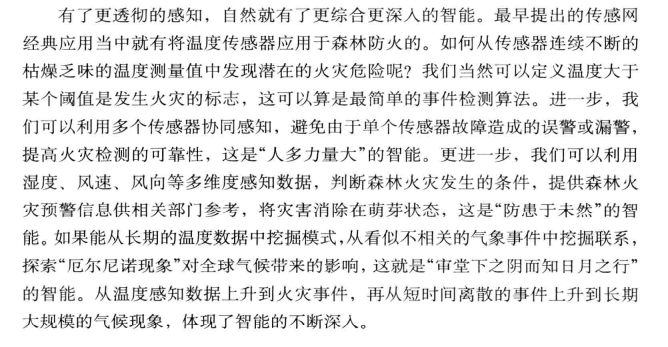 有了更透彻的感知，自然就有了更综合更深入的智能。最早提出的传感网
经典应用当中就有将温度传感器应用于森林防火的。如何从传感器连续不断的
枯燥乏味的温度测量值中发现潜在的火灾危险呢？我们当然可以定义温度大于
某个阈值是发生火灾的标志，这可以算是最简单的事件检测算法。进一步，我
们可以利用多个传感器协同感知，避免由于单个传感器故障造成的误警或漏警，
提高火灾检测的可靠性，这是“人多力量大”的智能。更进一步，我们可以利用
湿度、风速、风向等多维度感知数据，判断森林火灾发生的条件，提供森林火
灾预警信息供相关部门参考，将灾害消除在萌芽状态，这是“防患于未然”的智
能。如果能从长期的温度数据中挖掘模式，从看似不相关的气象事件中挖掘联系，
探索“厄尔尼诺现象”对全球气候带来的影响，这就是“审堂下之阴而知日月之行”
的智能。从温度感知数据上升到火灾事件，再从短时间离散的事件上升到长期
大规模的气候现象，体现了智能的不断深入。